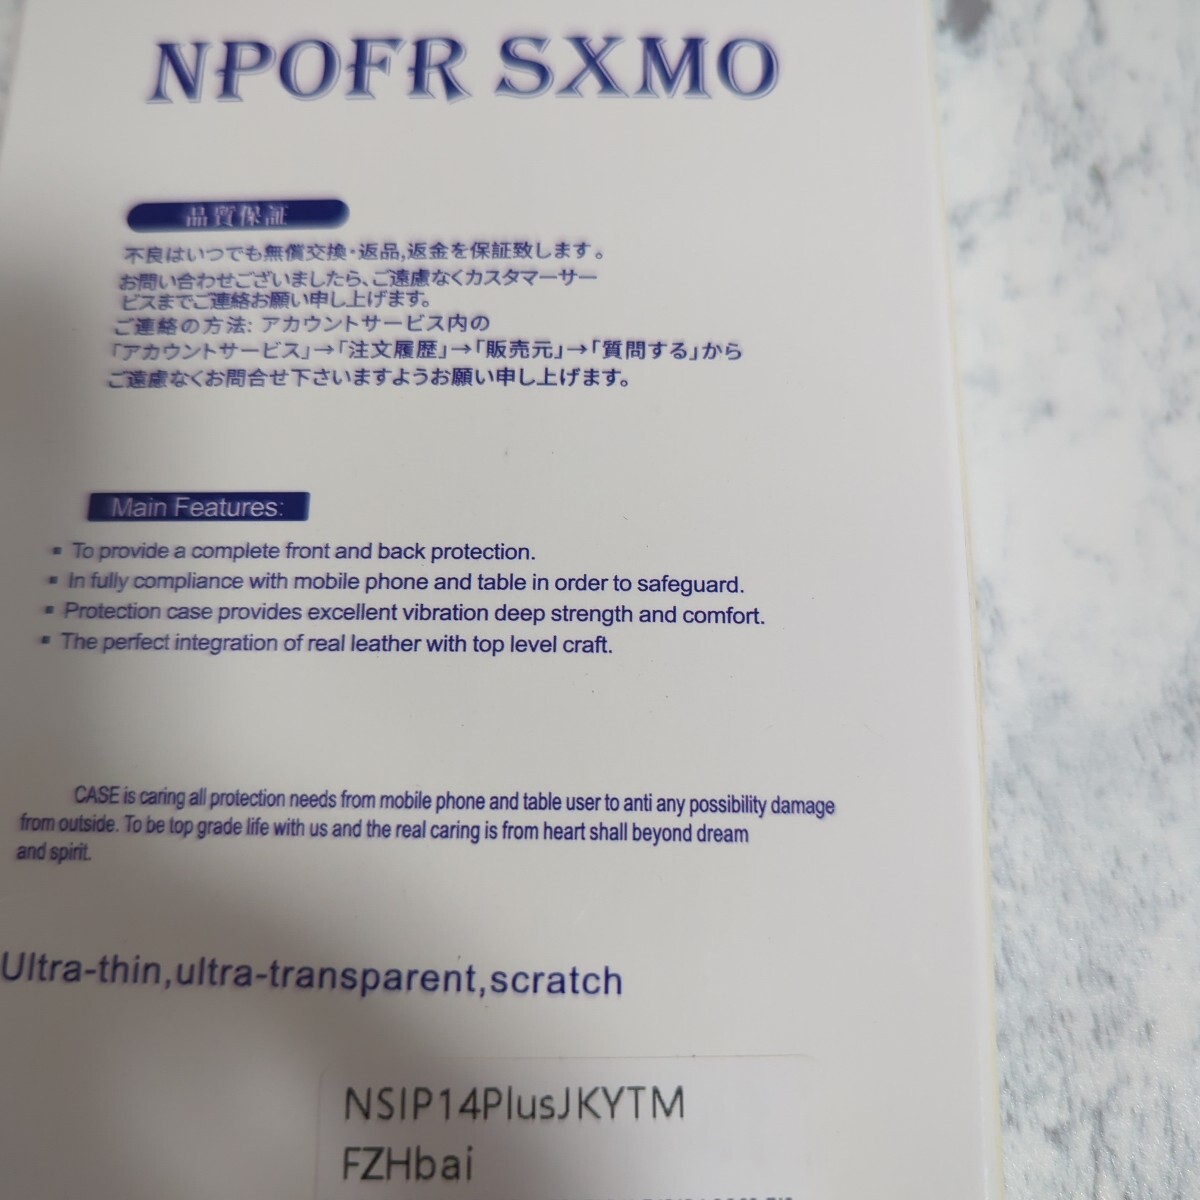 NPOFR SXMO
品質保証
不良はいつでも無償交換・返品,返金を保証致します。
お問い合わせございましたら、ご遠慮なくカスタマーサー
ビスまでご連絡お願い申し上げます。
ご連絡の方法: アカウントサービス内の
「アカウントサービス」→「注文履歴」→「販売元」→「質問する」から
ご遠慮なくお問合せ下さいますようお願い申し上げます。
Main Features:
▪ To provide a complete front and back protection.
▪ In fully compliance with mobile phone and table in order to safeguard.
▪ Protection case provides excellent vibration deep strength and comfort.
▪ The perfect integration of real leather with top level craft.
CASE is caring all protection needs from mobile phone and table user to anti any possibility damage
from outside. To be top grade life with us and the real caring is from heart shall beyond dream
and spirit.
Ultra-thin,ultra-transparent,scratch
NSIP14PlusJKYTM
FZHbai